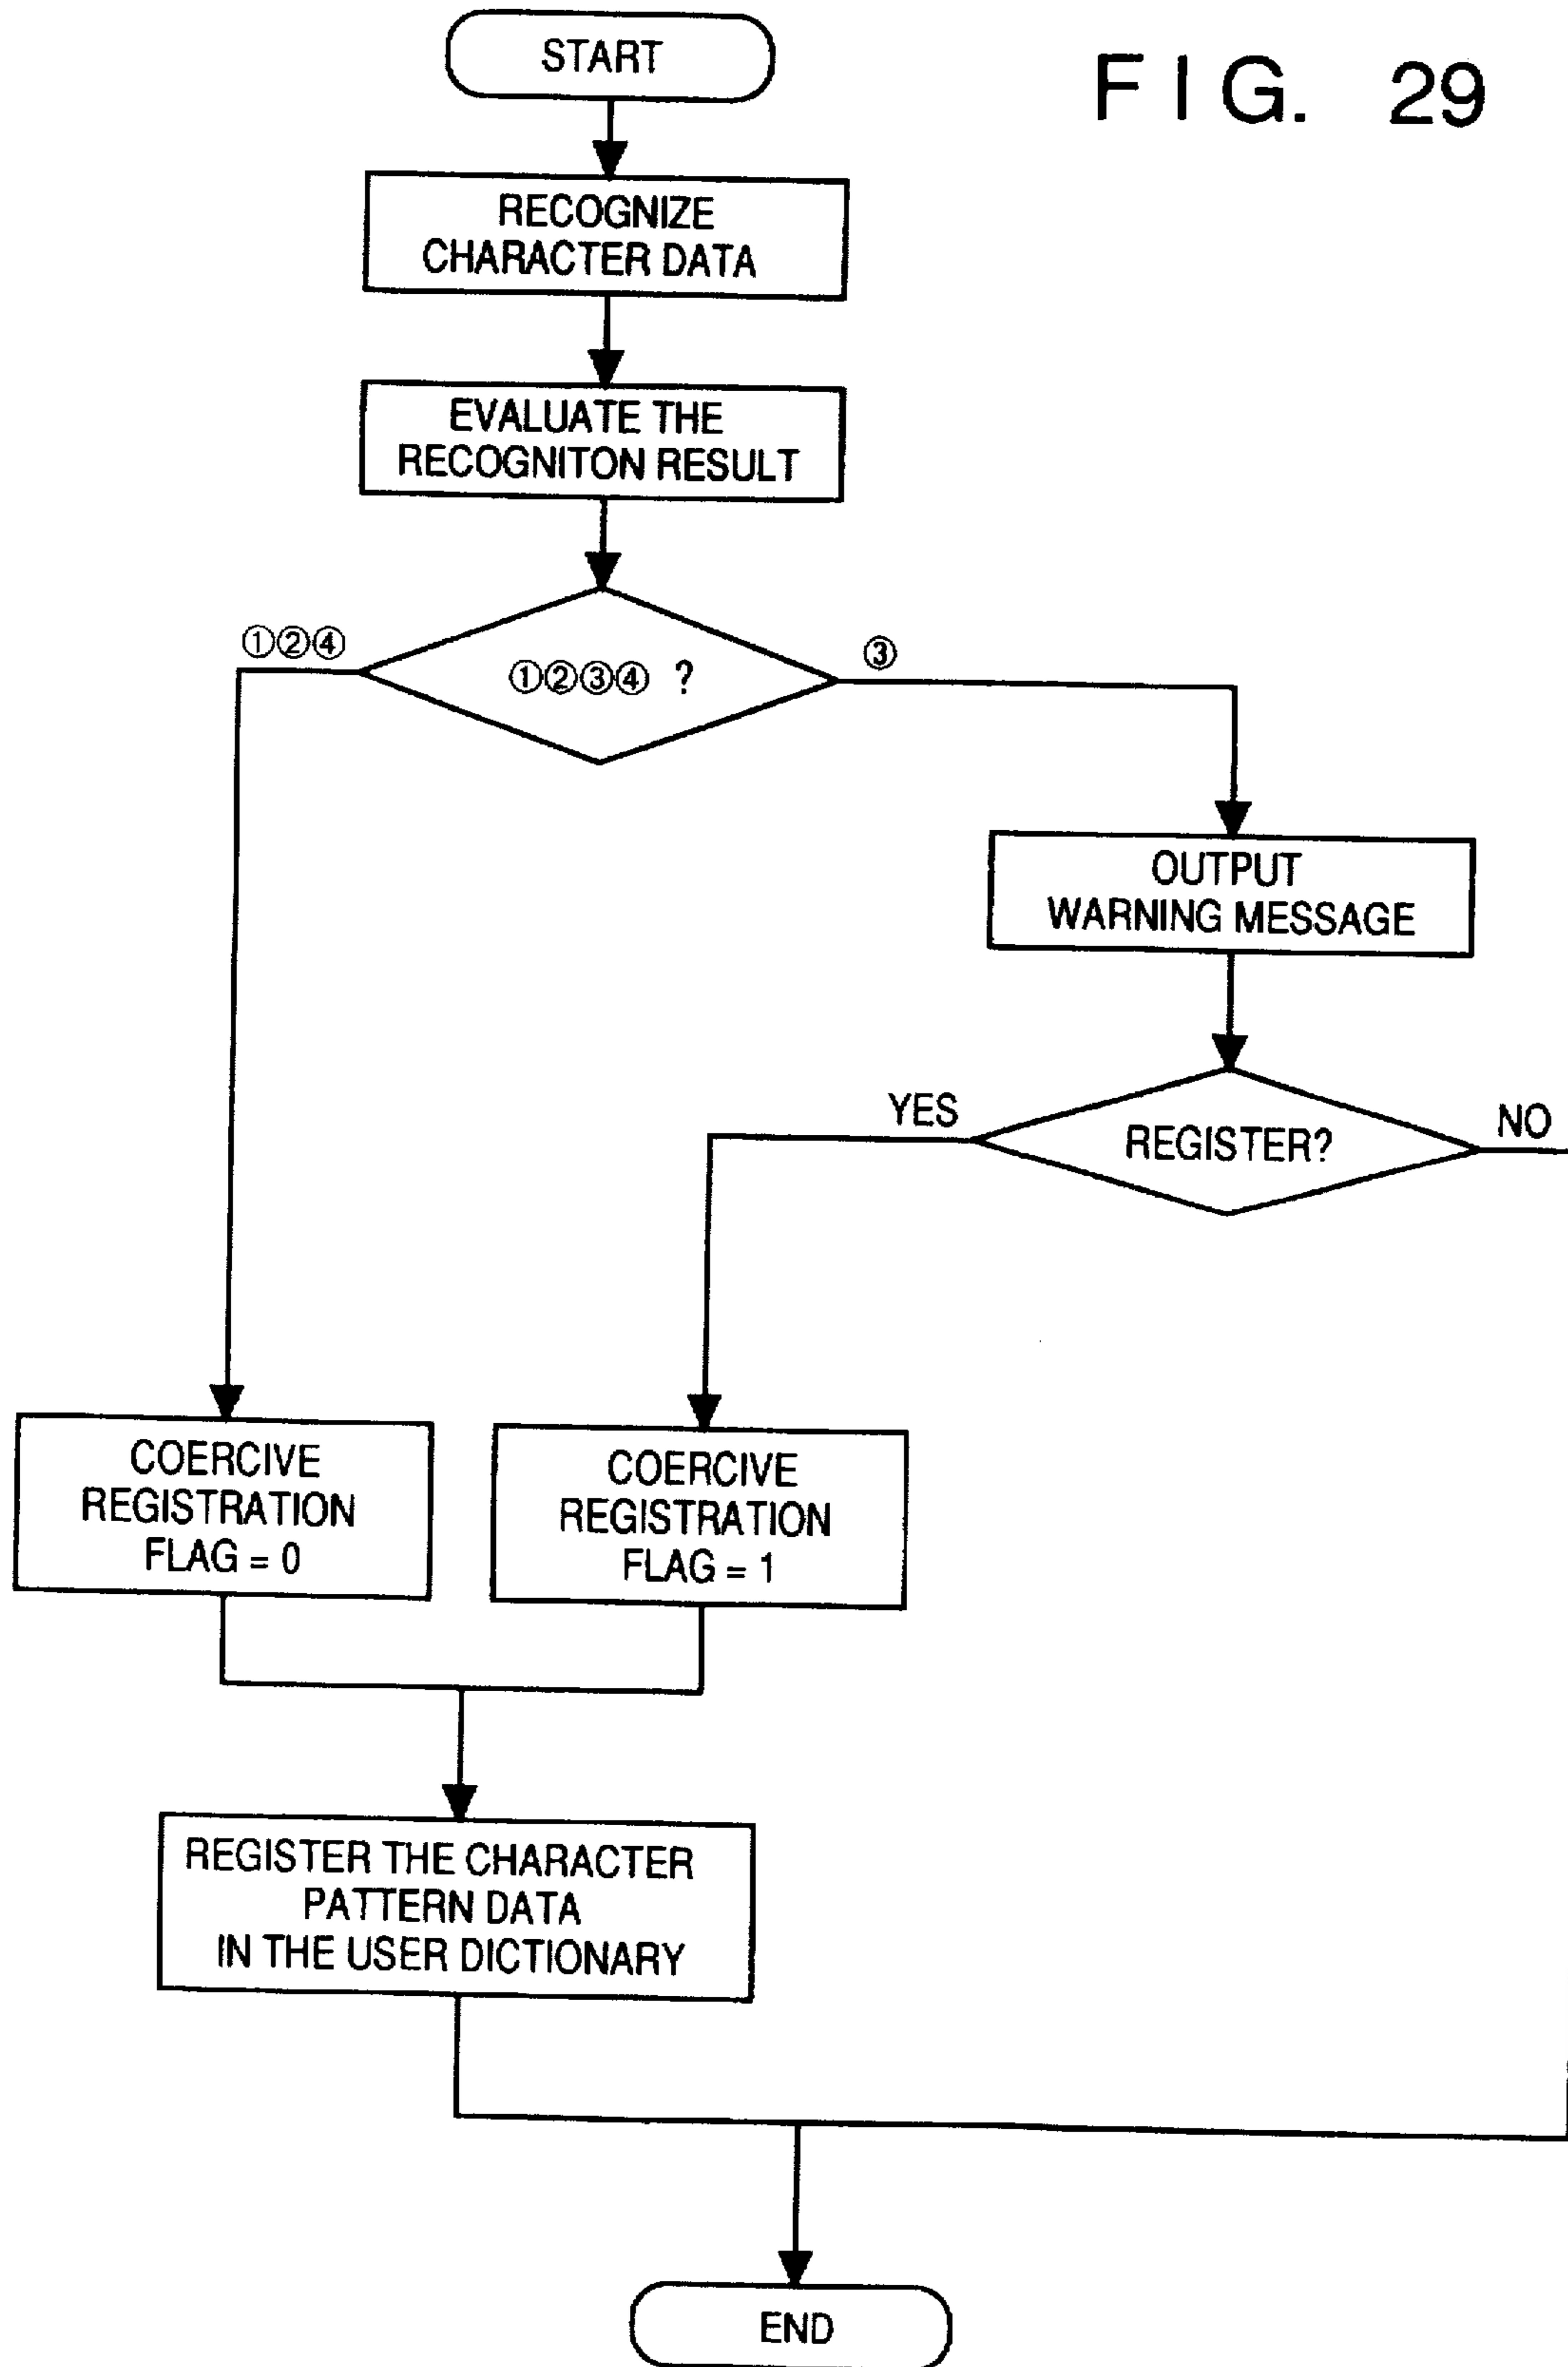 START
FIG. 29
RECOGNIZE
CHARACTER DATA
EVALUATE THE
RECOGNITON RESULT
①②④
①②③④ ?
③
OUTPUT
WARNING MESSAGE
YES
REGISTER?
NO
COERCIVE
REGISTRATION
FLAG = 0
COERCIVE
REGISTRATION
FLAG = 1
REGISTER THE CHARACTER
PATTERN DATA
IN THE USER DICTIONARY
END